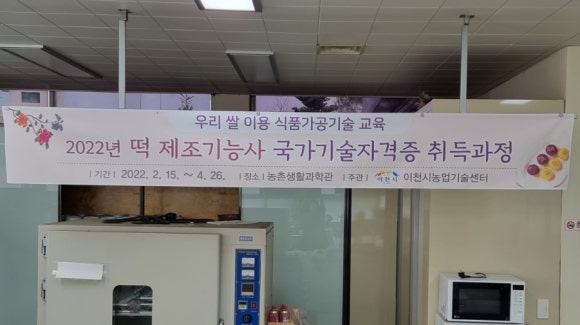 우리 쌀 이용 식품가공기술 교육
2022년 떡 제조기능사 국가기술자격증 취득과정
| 기간 | 2022. 2. 15. ~ 4. 26. | 장소 | 농촌생활과학관 | 주관 | 이천시 이천시농업기술센터